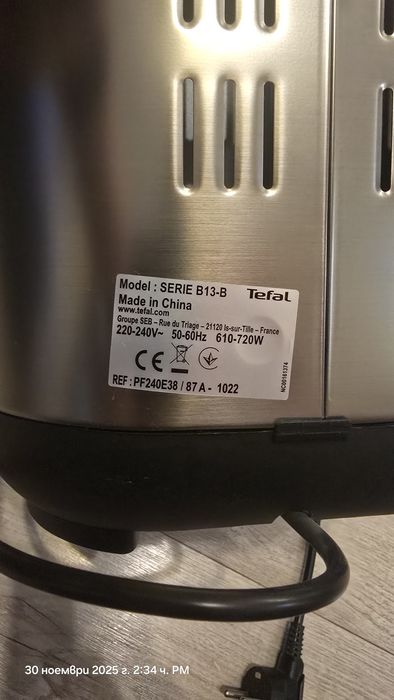 Model : SERIE B13-B
Tefal
Made in China
www.tefal.com
Groupe SEB – Rue du Triage – 21120 Is-sur-Tille – France
220-240V~ 50-60Hz 610-720W
CE
REF : PF240E38 / 87A - 1022
NC00161374
30 ноември 2025 г. 2:34 ч. PM